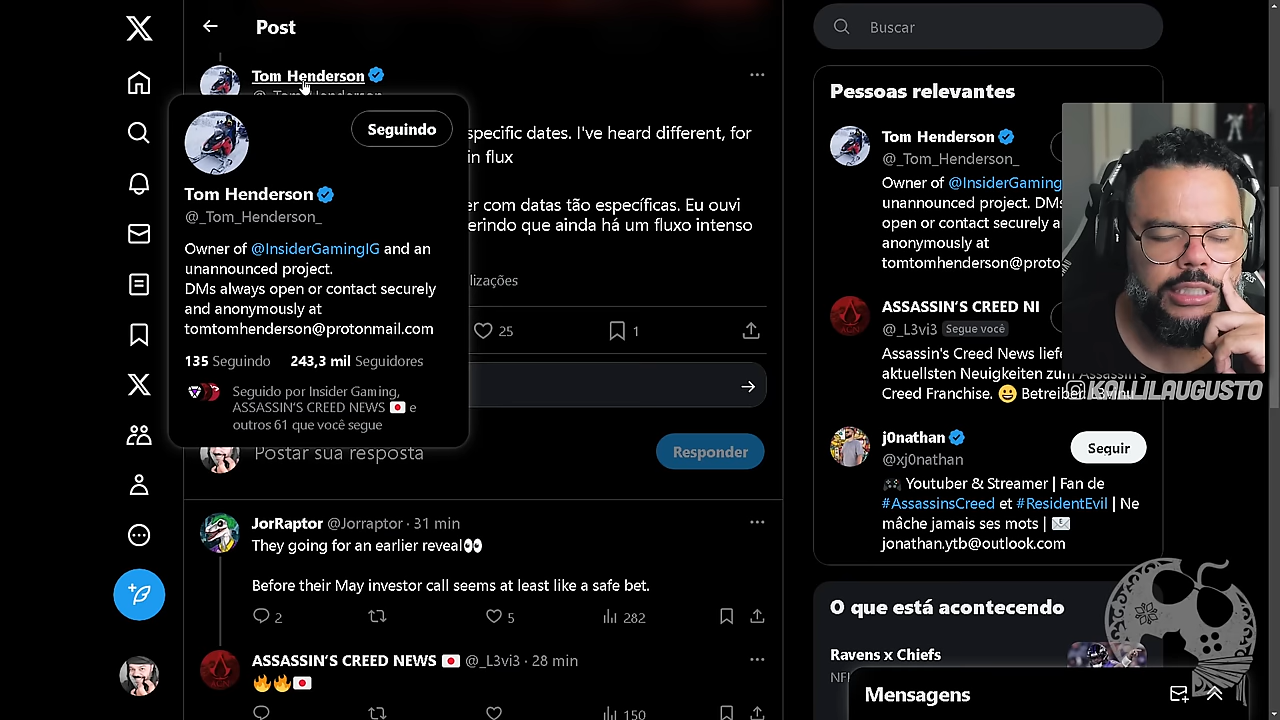 Post
Buscar
Tom Henderson
Seguindo
Tom Henderson
@_Tom_Henderson_
Owner of @InsiderGamingIG and an
unannounced project.
DMs always open or contact securely
and anonymously at
tomtomhenderson@protonmail.com
135 Seguindo 243,3 mil Seguidores
Seguido por Insider Gaming,
ASSASSIN'S CREED NEWS 🇯🇵 e
outros 61 que você segue
specific dates. I've heard different, for
in flux
er com datas tão específicas. Eu ouvi
erindo que ainda há um fluxo intenso
lizações
25
1
Postar sua resposta
Responder
JorRaptor @Jorraptor · 31 min
They going for an earlier reveal👀
Before their May investor call seems at least like a safe bet.
2
5
282
ASSASSIN'S CREED NEWS 🇯🇵 @_L3vi3 · 28 min
🔥🔥🇯🇵
150
Pessoas relevantes
Tom Henderson
@_Tom_Henderson_
Owner of @InsiderGaming
unannounced project. DMs
open or contact securely a
anonymously at
tomtomhenderson@proto
ASSASSIN'S CREED NI
@_L3vi3 Segue você
Assassin's Creed News lief
aktuellsten Neuigkeiten zum Assassin's
Creed Franchise. 😀 Betreiber
KALLILAUGUSTO
j0nathan
@xj0nathan
Seguir
🎮 Youtuber & Streamer | Fan de
#AssassinsCreed et #ResidentEvil | Ne
mâche jamais ses mots | ✉️
jonathan.ytb@outlook.com
O que está acontecendo
Ravens x Chiefs
Mensagens